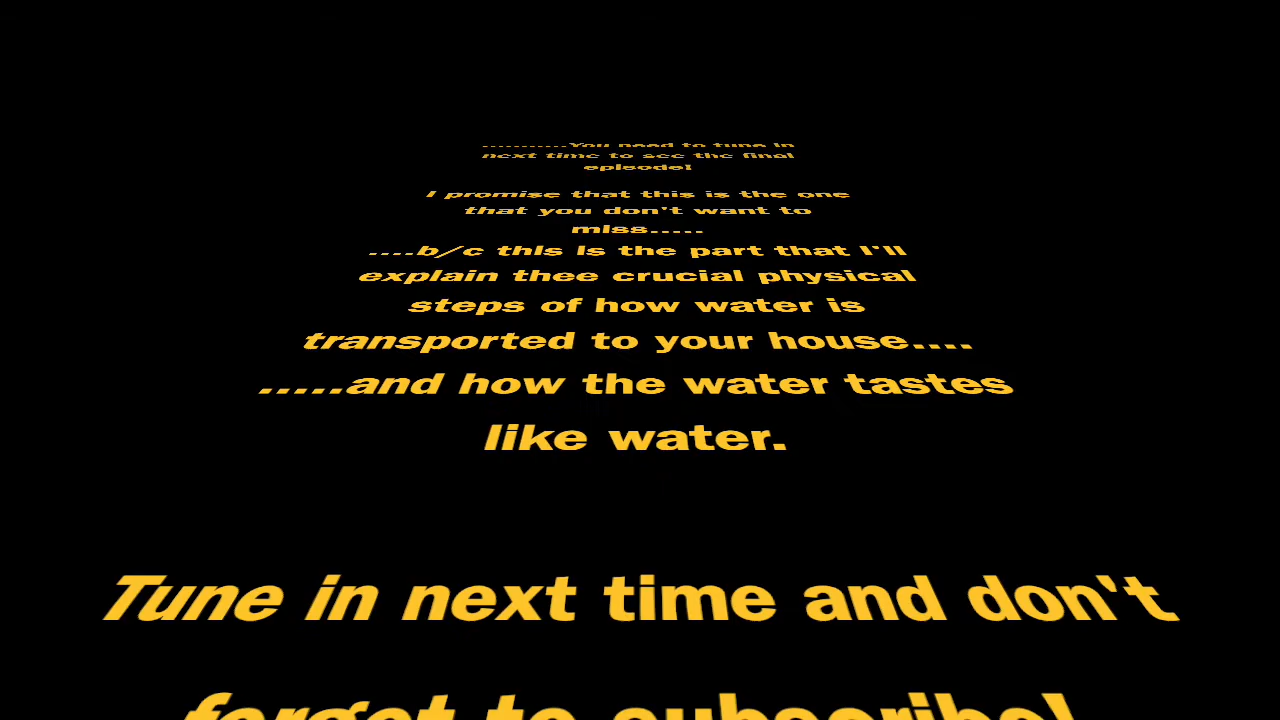 ...........You need to tune in
next time to see the final
episode!
I promise that this is the one
that you don't want to
miss.....
....b/c this is the part that I'll
explain thee crucial physical
steps of how water is
transported to your house....
.....and how the water tastes
like water.
Tune in next time and don't
forget to subscribe!